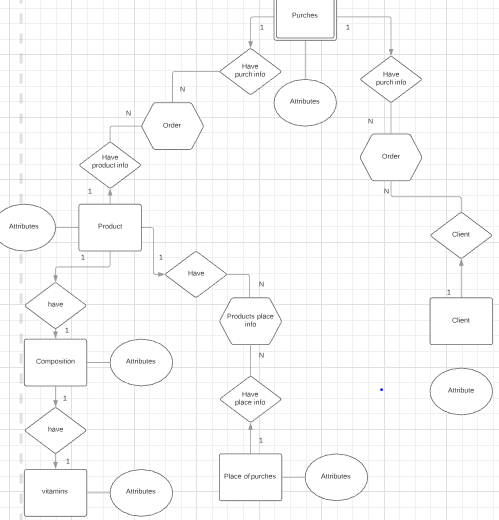 Purches
1
1
Have
purch info
Have
purch info
N
Attributes
N
Order
N
Order
Have
product info
1
N
Attributes
Product
Client
1
1
Have
N
1
have
Products place
info
Client
1
Composition
Attributes
N
1
Have
place info
Attribute
have
1
1
Place of purches
Attributes
vitamins
Attributes